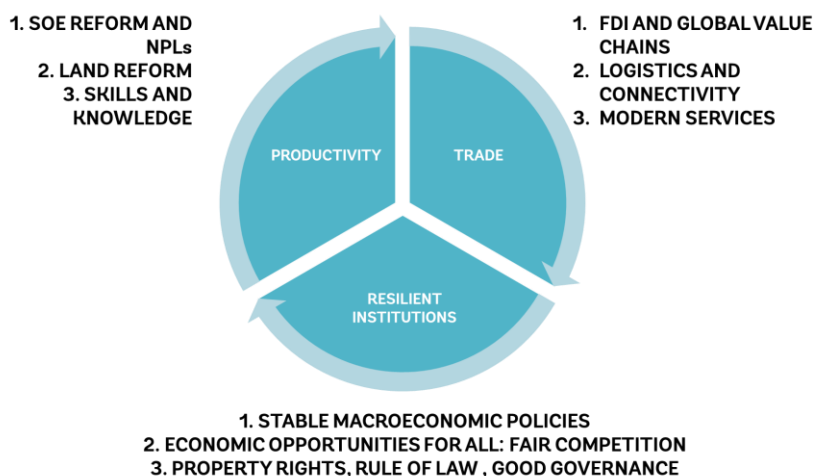 1. SOE REFORM AND
NPLs
2. LAND REFORM
3. SKILLS AND
KNOWLEDGE
1. FDI AND GLOBAL VALUE
CHAINS
2. LOGISTICS AND
CONNECTIVITY
3. MODERN SERVICES
PRODUCTIVITY
TRADE
RESILIENT
INSTITUTIONS
1. STABLE MACROECONOMIC POLICIES
2. ECONOMIC OPPORTUNITIES FOR ALL: FAIR COMPETITION
3. PROPERTY RIGHTS, RULE OF LAW , GOOD GOVERNANCE